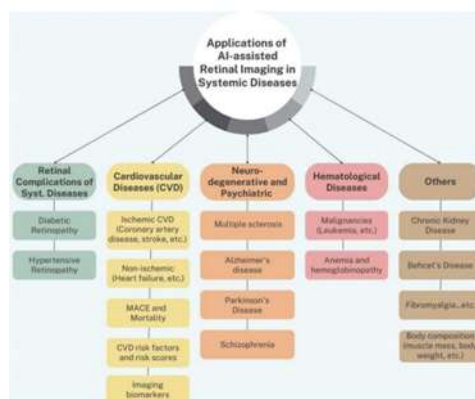 Applications of
AI-assisted
Retinal Imaging in
Systemic Diseases
Retinal
Complications of
Syst. Diseases
Diabetic
Retinopathy
Hypertensive
Retinopathy
Cardiovascular
Diseases (CVD)
Ischemic CVD
(Coronary artery
disease, stroke, etc.)
Non-ischemic
(Heart failure, etc.)
MACE and
Mortality
CVD risk factors
and risk scores
Imaging
biomarkers
Neuro-
degenerative and
Psychiatric
Multiple sclerosis
Alzheimer's
disease
Parkinson's
Disease
Schizophrenia
Hematological
Diseases
Malignancies
(Leukemia, etc.)
Anemia and
hemoglobinopathy
Others
Chronic Kidney
Disease
Behcet's Disease
Fibromyalgia..etc.
Body composition
(muscle mass, body
weight, etc.)